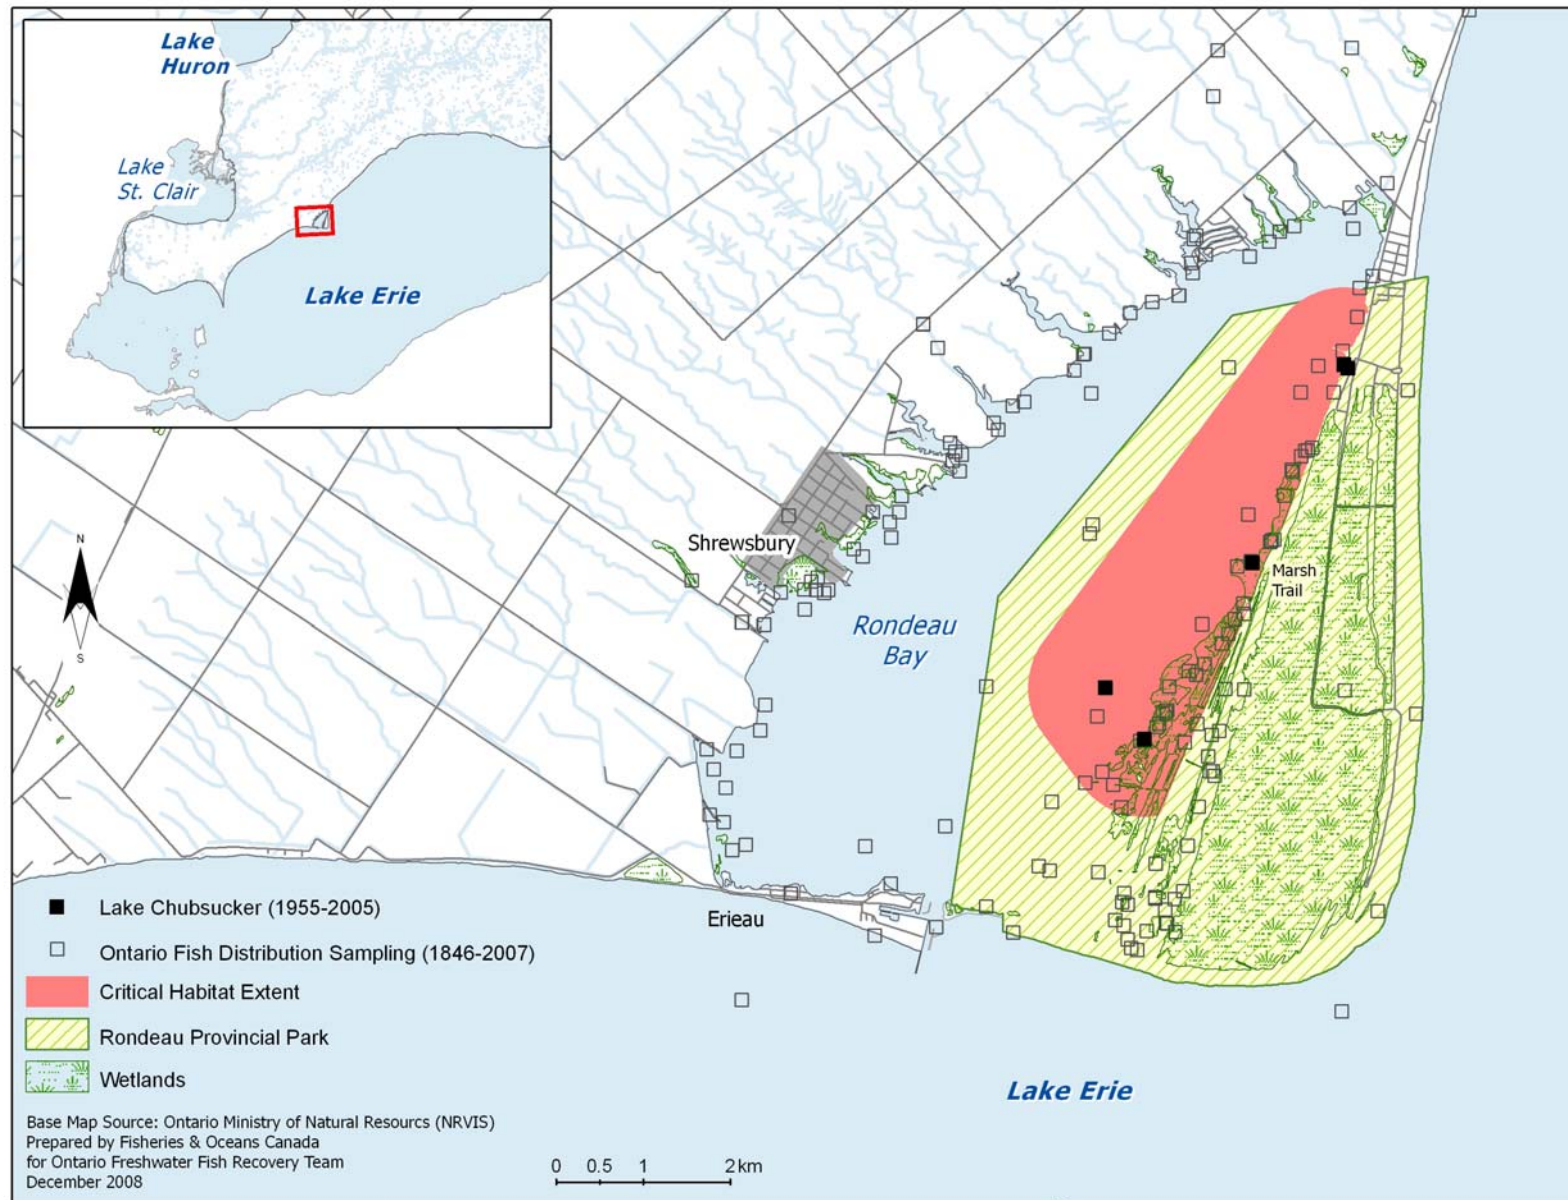 Lake
Huron
Lake
St. Clair
Lake Erie
Shrewsbury
Marsh
Trail
Rondeau
Bay
N
S
Erieau
Lake Chubsucker (1955-2005)
Ontario Fish Distribution Sampling (1846-2007)
Critical Habitat Extent
Rondeau Provincial Park
Wetlands
Lake Erie
Base Map Source: Ontario Ministry of Natural Resourcs (NRVIS)
Prepared by Fisheries & Oceans Canada
for Ontario Freshwater Fish Recovery Team
December 2008
0 0.5 1 2 km